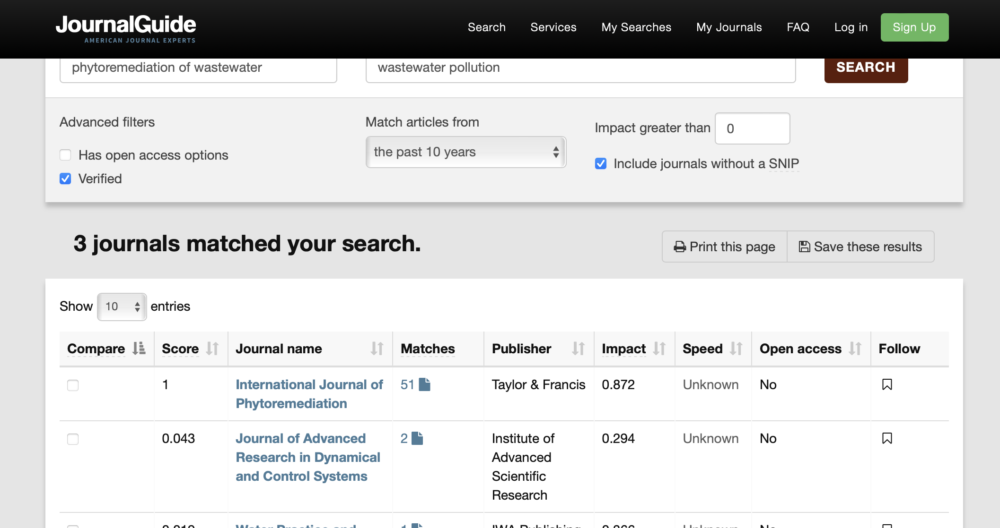 JournalGuide
AMERICAN JOURNAL EXPERTS
Search Services My Searches My Journals FAQ Log in Sign Up
phytoremediation of wastewater wastewater pollution SEARCH
Advanced filters
Has open access options
Verified
Match articles from
the past 10 years
Impact greater than 0
Include journals without a SNIP
3 journals matched your search.
Print this page Save these results
Show 10 entries
Compare Score Journal name Matches Publisher Impact Speed Open access Follow
1 International Journal of 51 Taylor & Francis 0.872 Unknown No
Phytoremediation
0.043 Journal of Advanced 2 Institute of 0.294 Unknown No
Research in Dynamical Advanced
and Control Systems Scientific
Research
Water Practice and 1 IWA Publishing Unknown No